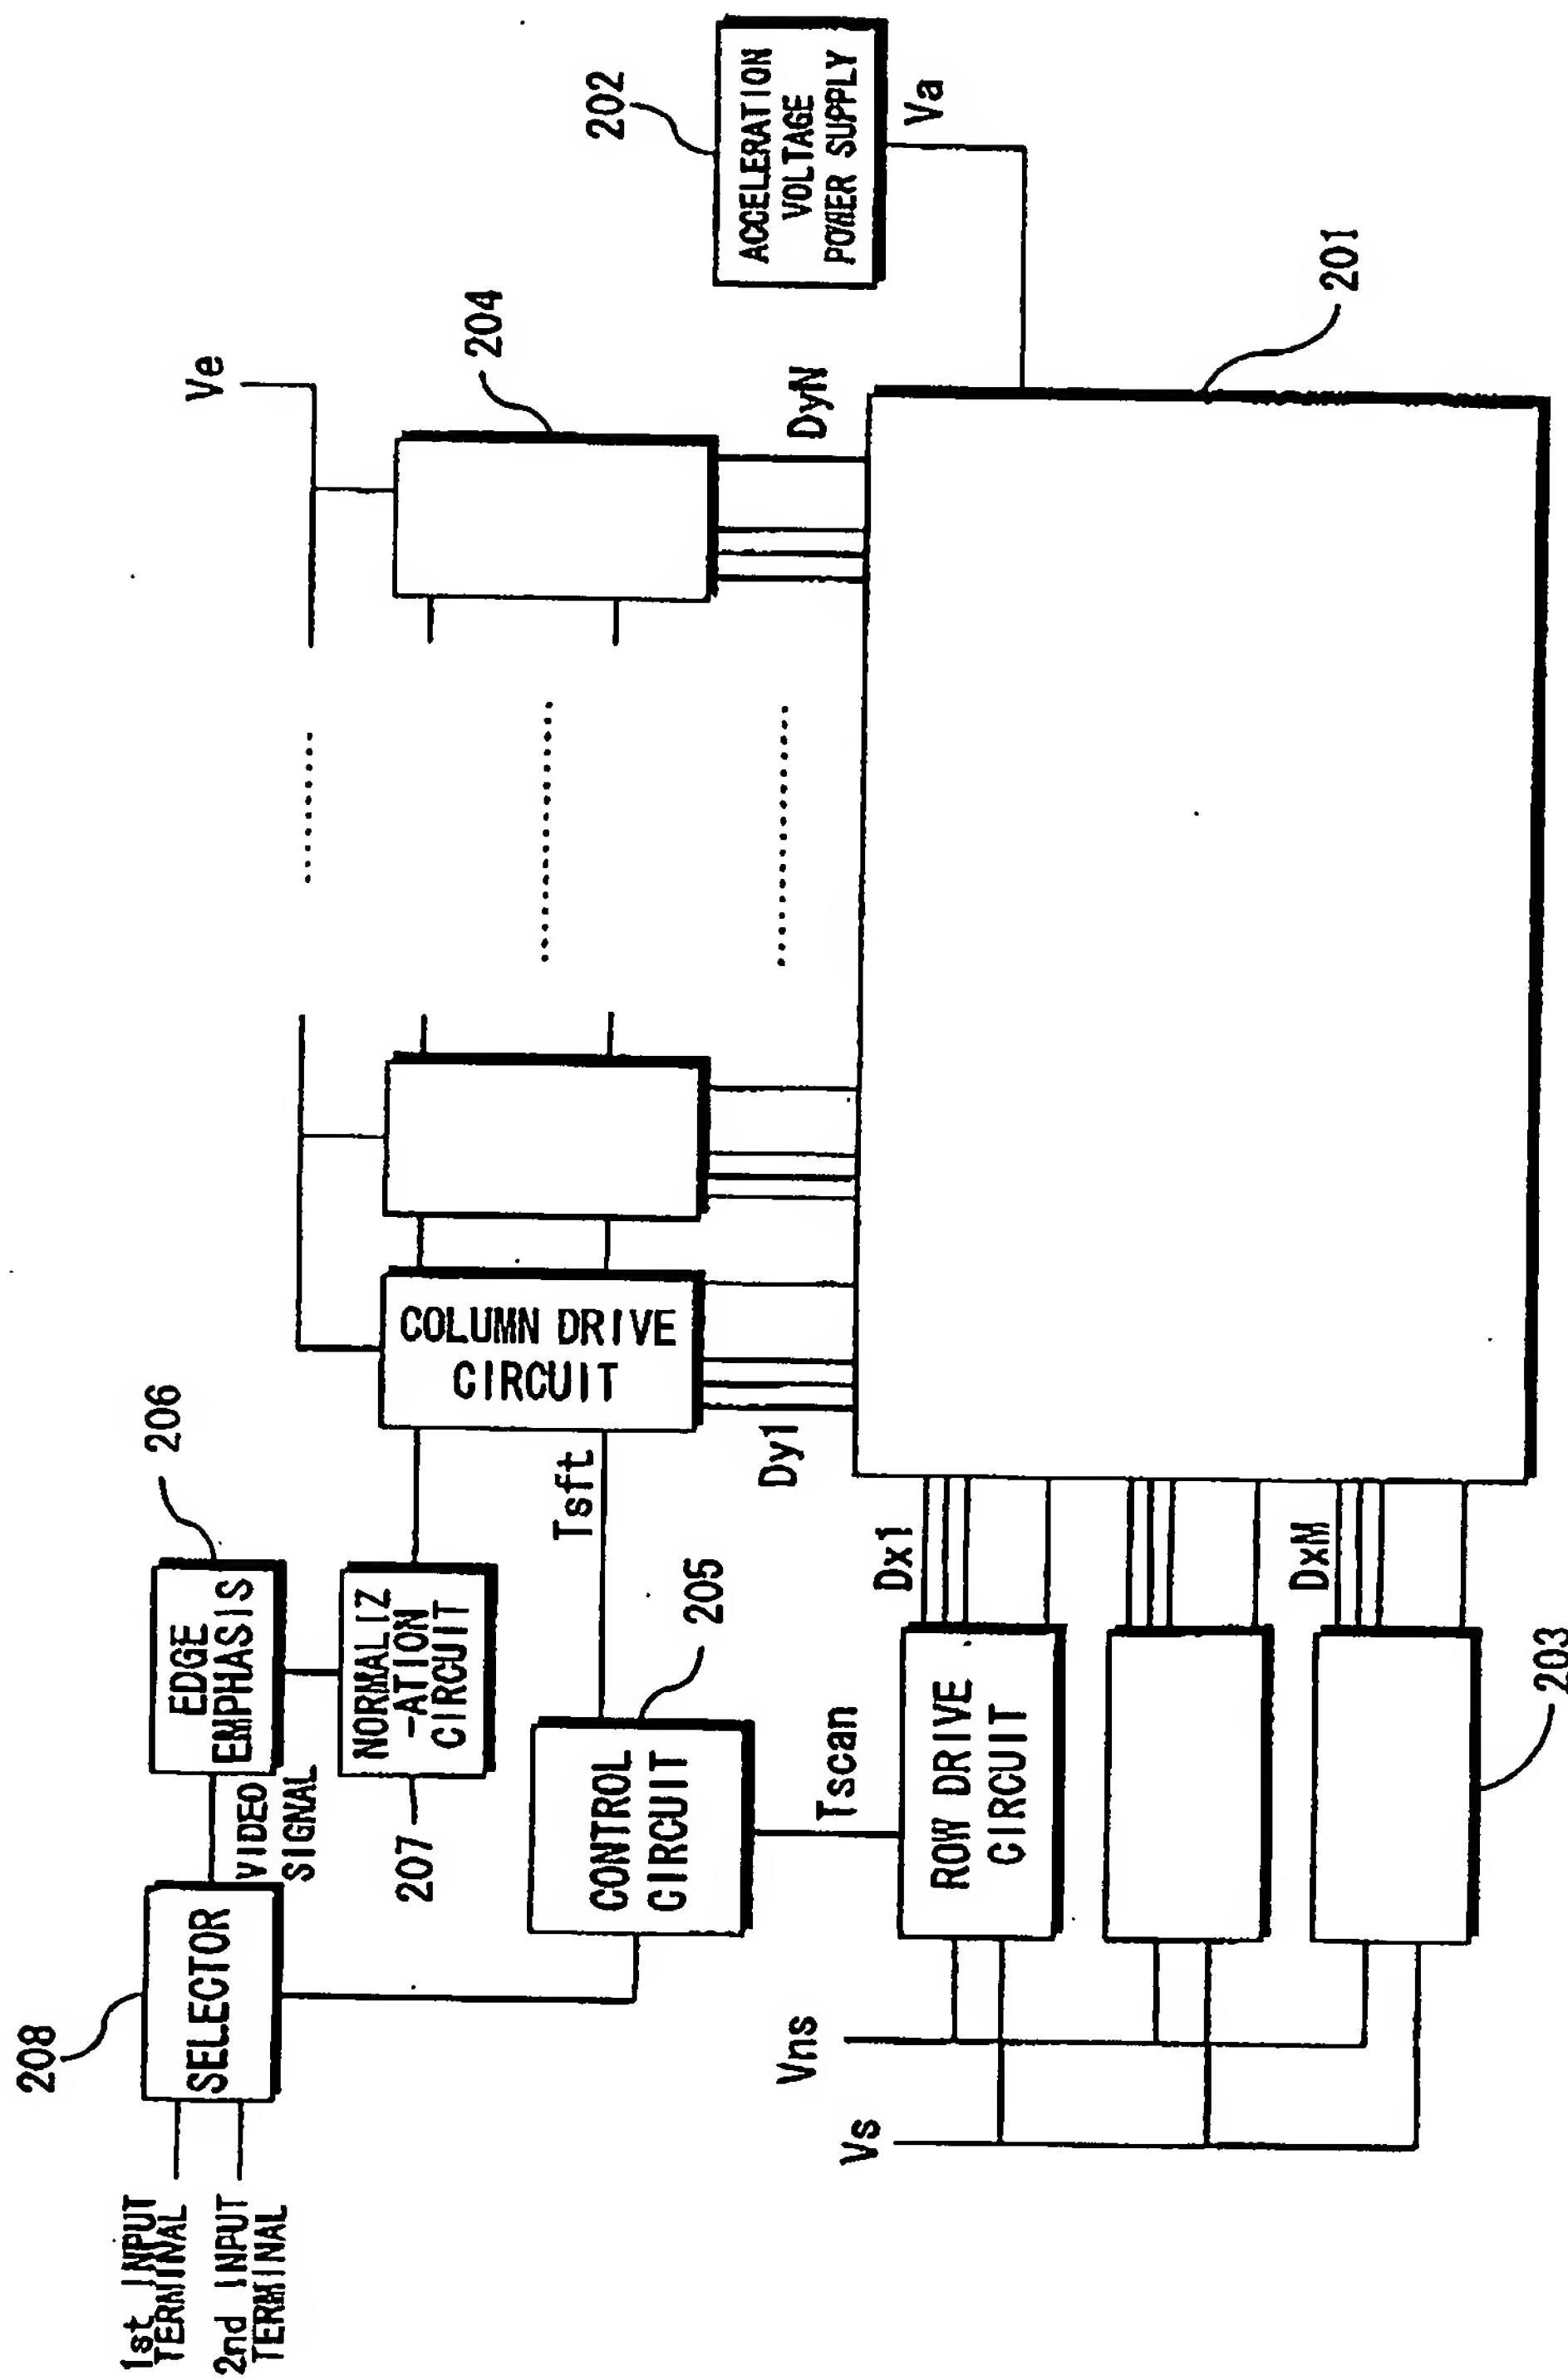 1st INPUT
TERMINAL
2nd INPUT
TERMINAL
208
SELECTOR
VIDEO
SIGNAL
206
EDGE
EMPHASIS
207
NORMALIZ
-ATION
CIRCUIT
205
CONTROL
CIRCUIT
Tsft
Tscan
COLUMN DRIVE
CIRCUIT
Ve
204
202
ACCELERATION
VOLTAGE
POWER SUPPLY
Va
Dy1
DyN
201
Vns
Vs
ROW DRIVE
CIRCUIT
Dx1
DxM
203